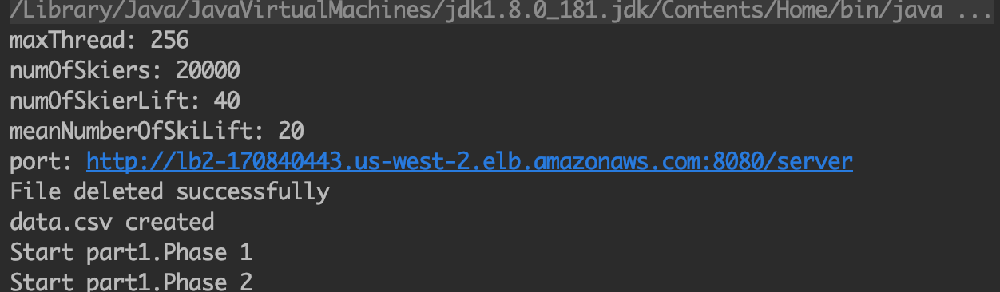 /Library/Java/JavaVirtualMachines/jdk1.8.0_181.jdk/Contents/Home/bin/java ...
maxThread: 256
numOfSkiers: 20000
numOfSkierLift: 40
meanNumberOfSkiLift: 20
port: http://lb2-170840443.us-west-2.elb.amazonaws.com:8080/server
File deleted successfully
data.csv created
Start part1.Phase 1
Start part1.Phase 2